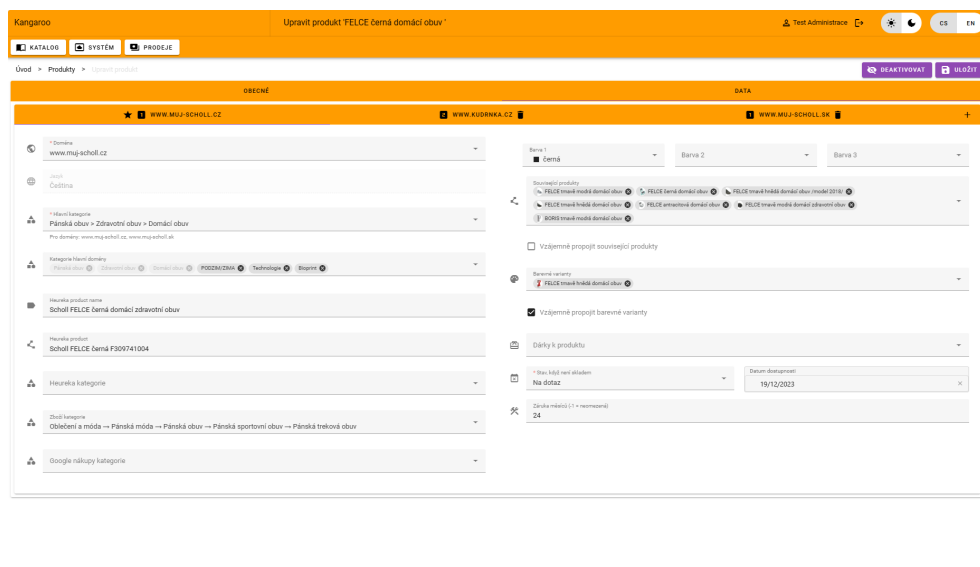 Kangaroo
Upravit produkt 'FELCE černá domácí obuv '
Test Administrace
CS EN
KATALOG SYSTÉM PRODEJE
Úvod > Produkty > Upravit produkt
DEAKTIVOVAT ULOŽIT
OBECNÉ DATA
1 WWW.MUJ-SCHOLL.CZ
2 WWW.KUDRNKA.CZ
1 WWW.MUJ-SCHOLL.SK +
* Doména
www.muj-scholl.cz
Jazyk
Čeština
* Hlavní kategorie
Pánská obuv > Zdravotní obuv > Domácí obuv
Pro domény: www.muj-scholl.cz, www.muj-scholl.sk
Kategorie hlavní domény
Pánská obuv Zdravotní obuv Domácí obuv PODZIM/ZIMA Technologie Bioprint
Heureka product name
Scholl FELCE černá domácí zdravotní obuv
Heureka product
Scholl FELCE černá F309741004
Heureka kategorie
Zboží kategorie
Oblečení a móda → Pánská móda → Pánská obuv → Pánská sportovní obuv → Pánská treková obuv
Google nákupy kategorie
Barva 1
černá
Barva 2
Barva 3
Související produkty
FELCE tmavě modrá domácí obuv FELCE černá domácí obuv FELCE tmavě hnědá domácí obuv /model 2018/
FELCE tmavě hnědá domácí obuv FELCE antracitová domácí obuv FELCE tmavě modrá domácí zdravotní obuv
BORIS tmavě modrá domácí obuv
Vzájemně propojit související produkty
Barevné varianty
FELCE tmavě hnědá domácí obuv
Vzájemně propojit barevné varianty
Dárky k produktu
* Stav, když není skladem
Na dotaz
Datum dostupnosti
19/12/2023
Záruka měsíců (-1 = neomezená)
24